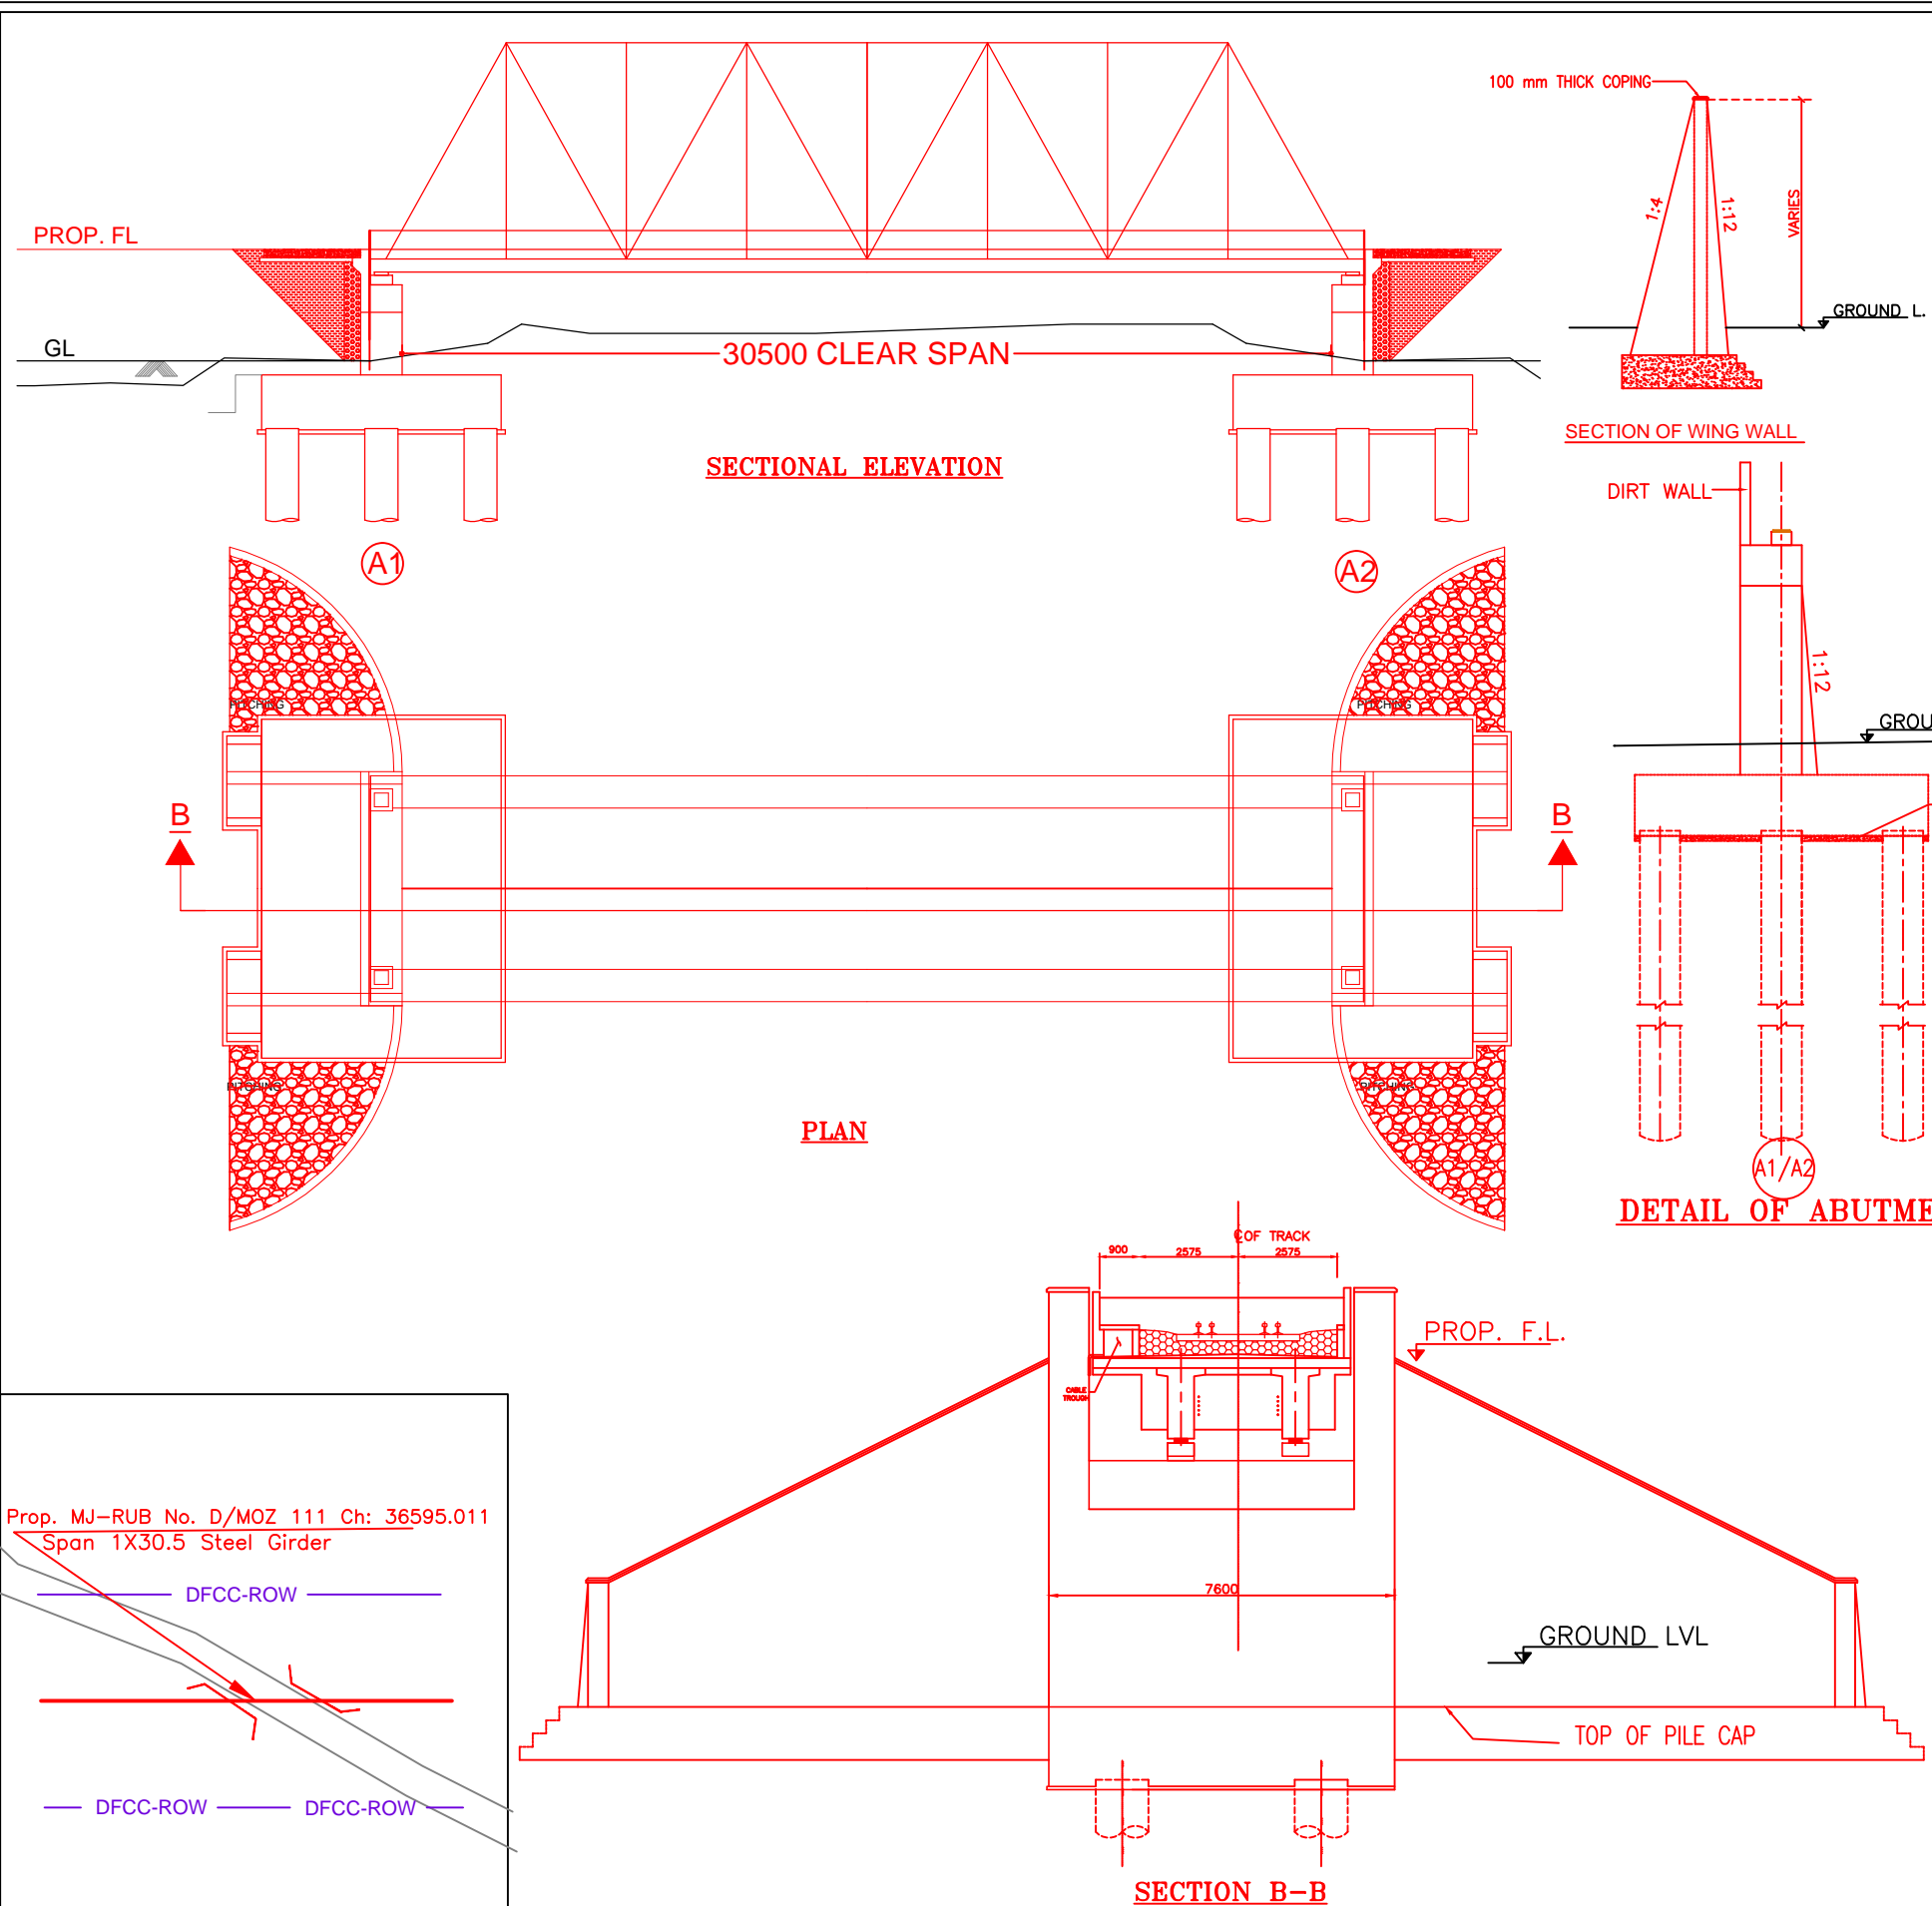 100 mm THICK COPING
PROP. FL
1:4
1:12
VARIES
GROUND L.
GL
30500 CLEAR SPAN
SECTIONAL ELEVATION
SECTION OF WING WALL
DIRT WALL
A1
A2
1:12
PITCHING
PITCHING
GROU
B
B
PITCHING
PITCHING
PLAN
A1/A2
DETAIL OF ABUTME
℄ OF TRACK
900
2575
2575
PROP. F.L.
CABLE
TROUGH
Prop. MJ-RUB No. D/MOZ 111 Ch: 36595.011
Span 1X30.5 Steel Girder
DFCC-ROW
7600
GROUND LVL
TOP OF PILE CAP
DFCC-ROW
DFCC-ROW
SECTION B-B